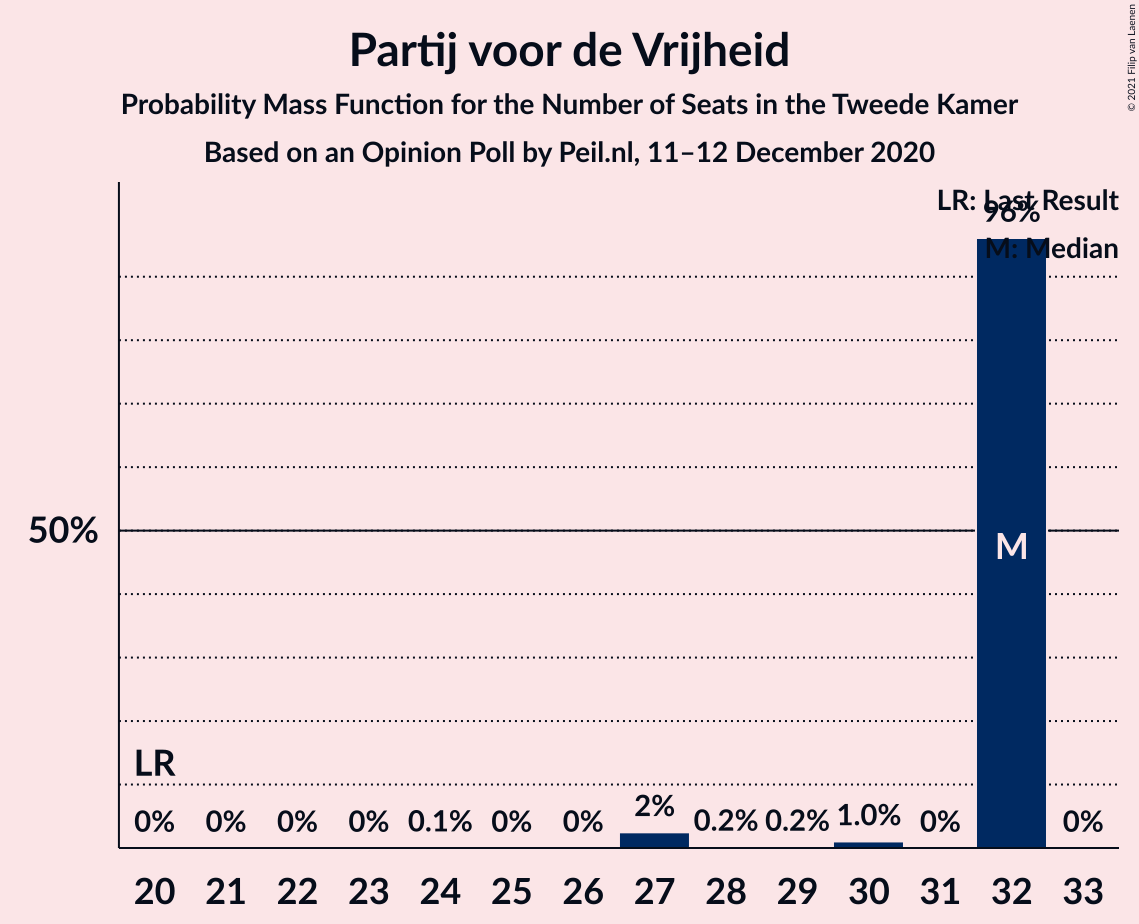 Partij voor de Vrijheid
Probability Mass Function for the Number of Seats in the Tweede Kamer
Based on an Opinion Poll by Peil.nl, 11–12 December 2020
© 2021 Filip van Laenen
LR: Last Result
96%
M: Median
50%
M
LR
0% 0% 0% 0% 0.1% 0% 0% 2% 0.2% 0.2% 1.0% 0% 0%
20 21 22 23 24 25 26 27 28 29 30 31 32 33